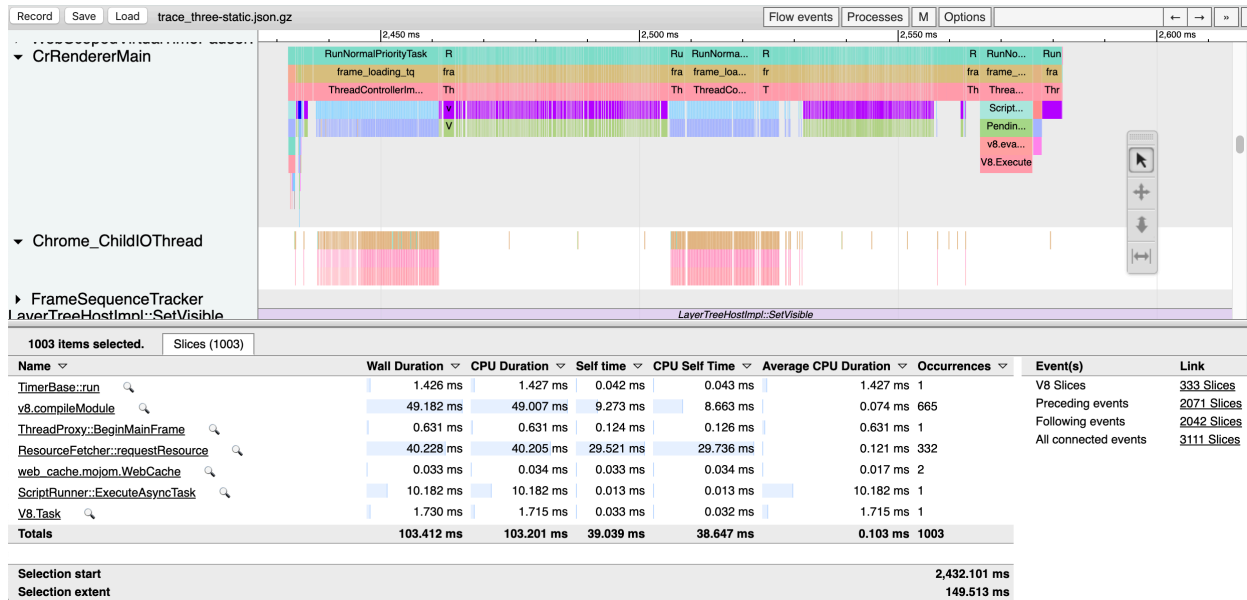 Record Save Load trace_three-static.json.gz Flow events Processes M Options ← → »
2,450 ms 2,500 ms 2,550 ms 2,600 ms
CrRendererMain
RunNormalPriorityTask R Ru RunNorma... R R RunNo... Run
frame_loading_tq fra fra frame_loa... fr fra frame_... fra
ThreadControllerIm... Th Th ThreadCo... T Th Threa... Thr
v Script...
V Pendin...
v8.eva...
V8.Execute
Chrome_ChildIOThread
FrameSequenceTracker
LayerTreeHostImpl::SetVisible LayerTreeHostImpl::SetVisible
1003 items selected. Slices (1003)
Name Wall Duration CPU Duration Self time CPU Self Time Average CPU Duration Occurrences Event(s) Link
TimerBase::run 1.426 ms 1.427 ms 0.042 ms 0.043 ms 1.427 ms 1 V8 Slices 333 Slices
v8.compileModule 49.182 ms 49.007 ms 9.273 ms 8.663 ms 0.074 ms 665 Preceding events 2071 Slices
ThreadProxy::BeginMainFrame 0.631 ms 0.631 ms 0.124 ms 0.126 ms 0.631 ms 1 Following events 2042 Slices
ResourceFetcher::requestResource 40.228 ms 40.205 ms 29.521 ms 29.736 ms 0.121 ms 332 All connected events 3111 Slices
web_cache.mojom.WebCache 0.033 ms 0.034 ms 0.033 ms 0.034 ms 0.017 ms 2
ScriptRunner::ExecuteAsyncTask 10.182 ms 10.182 ms 0.013 ms 0.013 ms 10.182 ms 1
V8.Task 1.730 ms 1.715 ms 0.033 ms 0.032 ms 1.715 ms 1
Totals 103.412 ms 103.201 ms 39.039 ms 38.647 ms 0.103 ms 1003
Selection start 2,432.101 ms
Selection extent 149.513 ms